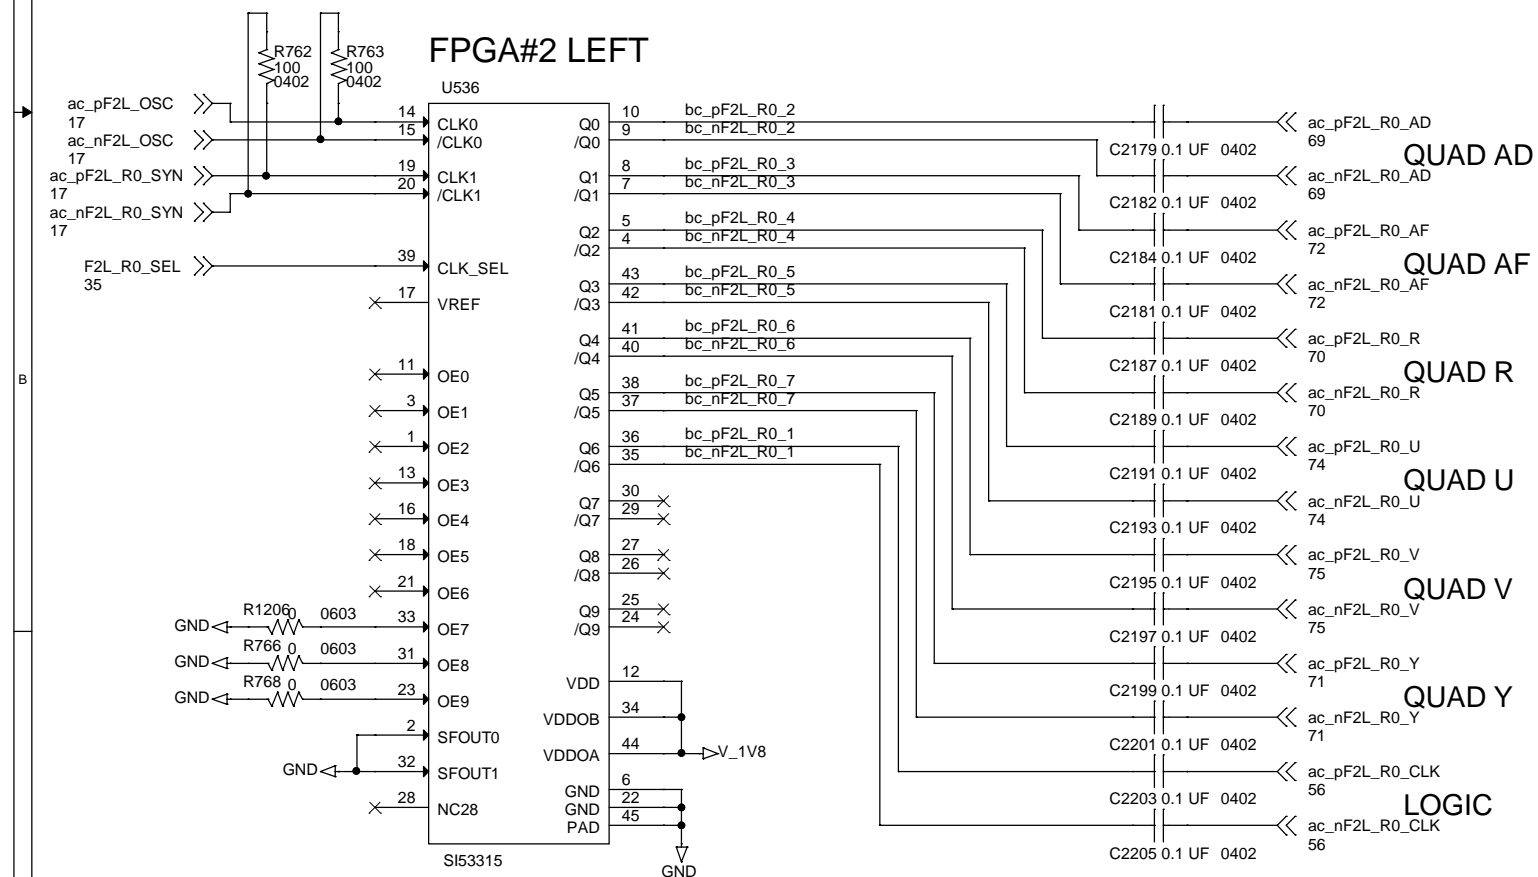 FPGA#2 LEFT
U536
R762
100
0402
R763
100
0402
ac_pF2L_OSC
17
ac_nF2L_OSC
17
ac_pF2L_R0_SYN
17
ac_nF2L_R0_SYN
17
F2L_R0_SEL
35
B
14 CLK0
15 /CLK0
19 CLK1
20 /CLK1
39 CLK_SEL
17 VREF
11 OE0
3 OE1
1 OE2
13 OE3
16 OE4
18 OE5
21 OE6
GND R1206 0 0603 33 OE7
GND R766 0 0603 31 OE8
GND R768 0 0603 23 OE9
2 SFOUT0
GND 32 SFOUT1
28 NC28
SI53315
Q0 10 bc_pF2L_R0_2
/Q0 9 bc_nF2L_R0_2
Q1 8 bc_pF2L_R0_3
/Q1 7 bc_nF2L_R0_3
Q2 5 bc_pF2L_R0_4
/Q2 4 bc_nF2L_R0_4
Q3 43 bc_pF2L_R0_5
/Q3 42 bc_nF2L_R0_5
Q4 41 bc_pF2L_R0_6
/Q4 40 bc_nF2L_R0_6
Q5 38 bc_pF2L_R0_7
/Q5 37 bc_nF2L_R0_7
Q6 36 bc_pF2L_R0_1
/Q6 35 bc_nF2L_R0_1
Q7 30
/Q7 29
Q8 27
/Q8 26
Q9 25
/Q9 24
VDD 12
VDDOB 34
VDDOA 44 V_1V8
GND 6
GND 22
PAD 45
GND
C2179 0.1 UF 0402
C2182 0.1 UF 0402
C2184 0.1 UF 0402
C2181 0.1 UF 0402
C2187 0.1 UF 0402
C2189 0.1 UF 0402
C2191 0.1 UF 0402
C2193 0.1 UF 0402
C2195 0.1 UF 0402
C2197 0.1 UF 0402
C2199 0.1 UF 0402
C2201 0.1 UF 0402
C2203 0.1 UF 0402
C2205 0.1 UF 0402
ac_pF2L_R0_AD
69
QUAD AD
ac_nF2L_R0_AD
69
ac_pF2L_R0_AF
72
QUAD AF
ac_nF2L_R0_AF
72
ac_pF2L_R0_R
70
QUAD R
ac_nF2L_R0_R
70
ac_pF2L_R0_U
74
QUAD U
ac_nF2L_R0_U
74
ac_pF2L_R0_V
75
QUAD V
ac_nF2L_R0_V
75
ac_pF2L_R0_Y
71
QUAD Y
ac_nF2L_R0_Y
71
ac_pF2L_R0_CLK
56
LOGIC
ac_nF2L_R0_CLK
56